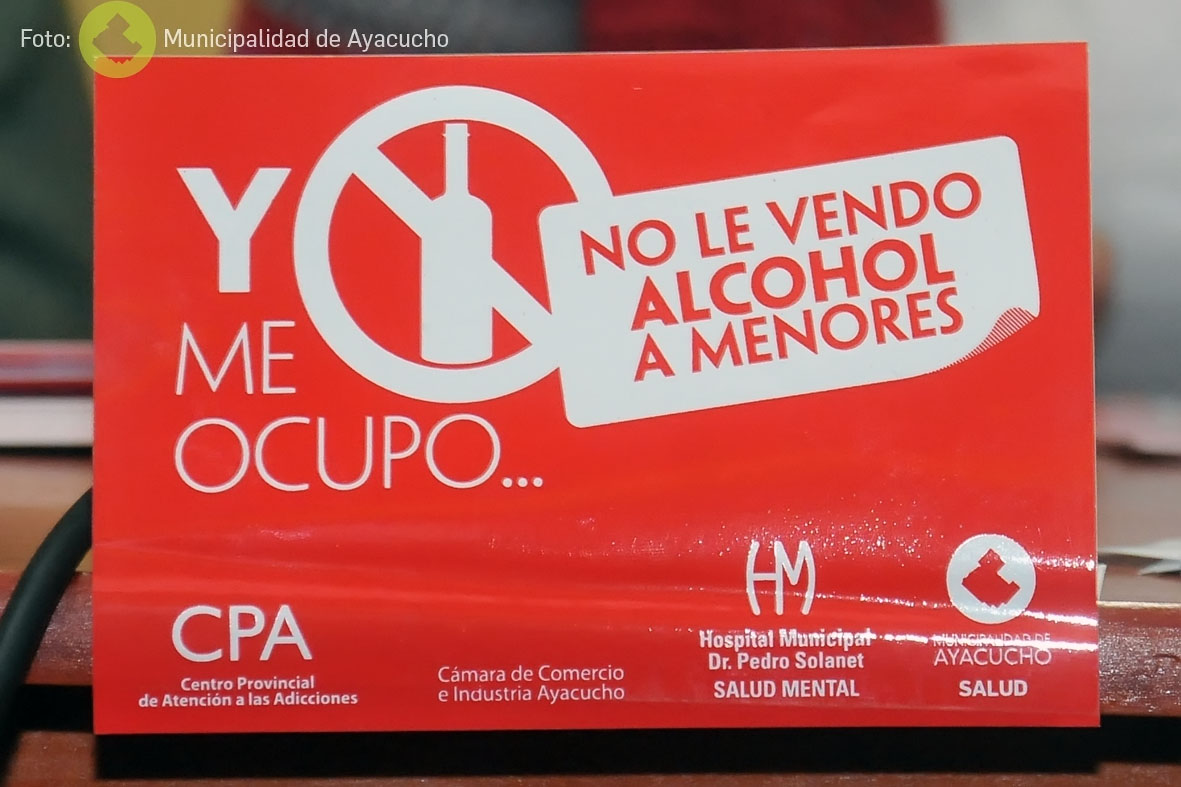 Foto: Municipalidad de Ayacucho
Y
NO LE VENDO
ALCOHOL
A MENORES
ME
OCUPO...
HM
CPA
Centro Provincial
de Atención a las Adicciones
Cámara de Comercio
e Industria Ayacucho
Hospital Municipal
Dr. Pedro Solanet
SALUD MENTAL
MUNICIPALIDAD DE
AYACUCHO
SALUD